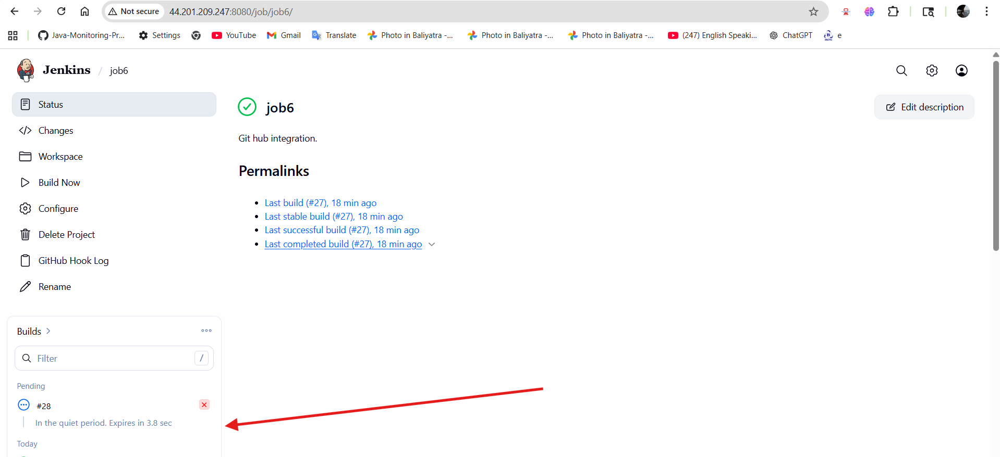 Not secure 44.201.209.247:8080/job/job6/
Java-Monitoring-Pr... Settings YouTube Gmail Translate Photo in Baliyatra -... Photo in Baliyatra -... Photo in Baliyatra -... (247) English Speaki... ChatGPT e
Jenkins / job6
Status
Changes
Workspace
Build Now
Configure
Delete Project
GitHub Hook Log
Rename
job6
Edit description
Git hub integration.
Permalinks
Last build (#27), 18 min ago
Last stable build (#27), 18 min ago
Last successful build (#27), 18 min ago
Last completed build (#27), 18 min ago
Builds
Filter /
Pending
#28
In the quiet period. Expires in 3.8 sec
Today